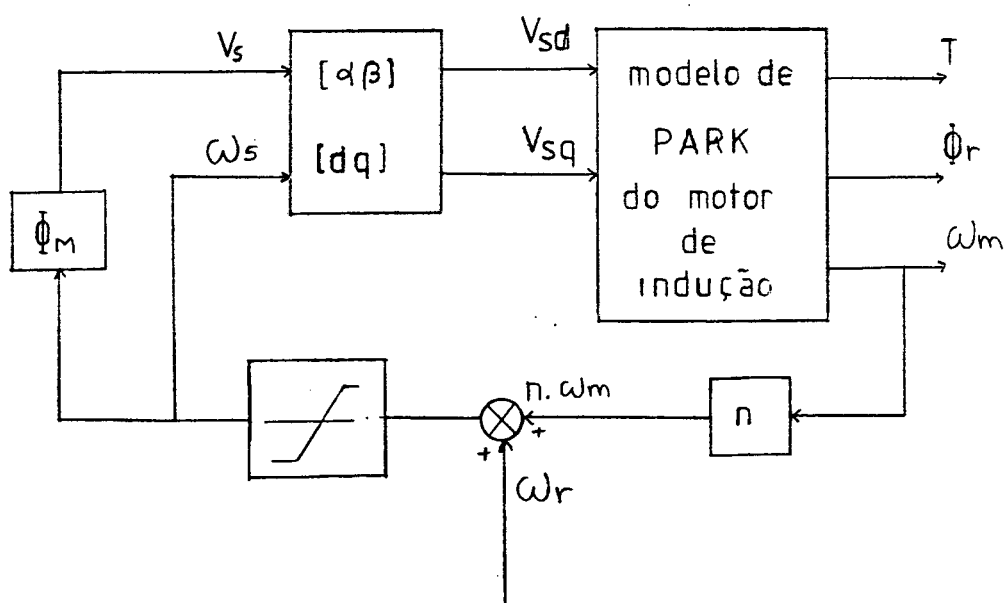 Vs
ωs
[αβ]
[dq]
Vsd
Vsq
modelo de
PARK
do motor
de
indução
T
Φr
ωm
ΦM
n.ωm
n
+
+
ωr